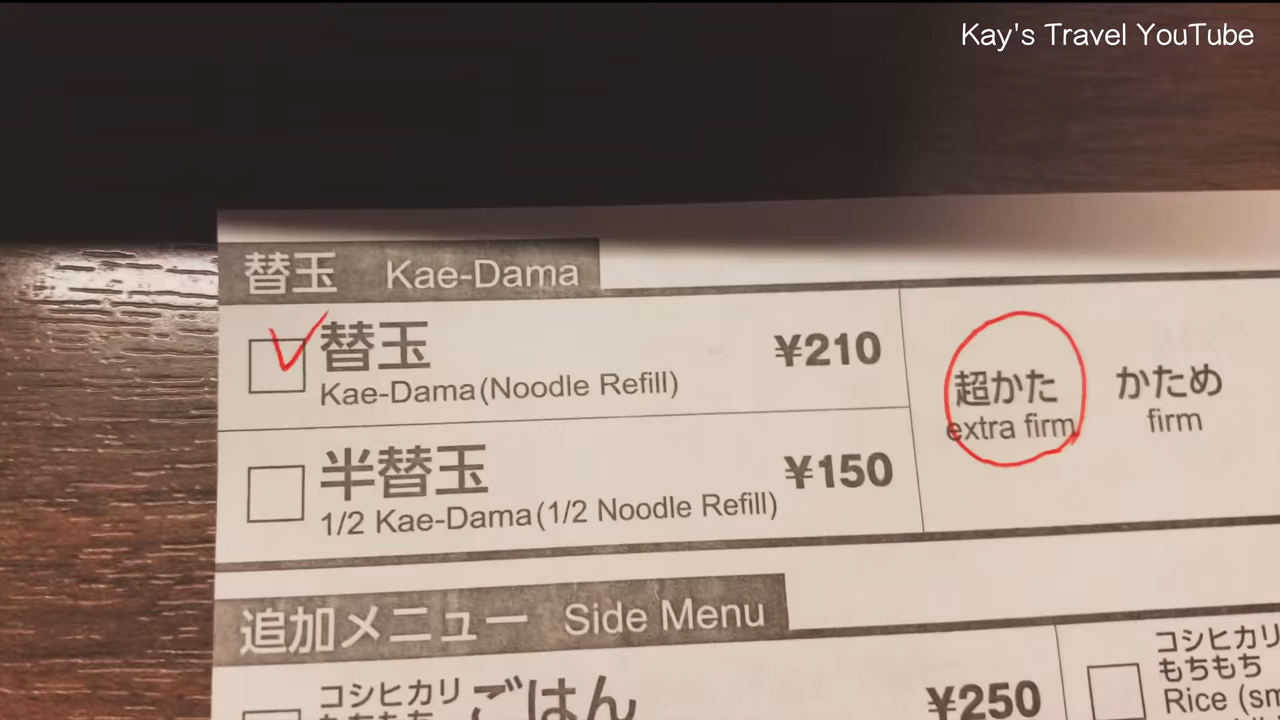 Kay's Travel YouTube
替玉 Kae-Dama
替玉 ¥210
Kae-Dama(Noodle Refill)
超かた かため
extra firm firm
半替玉 ¥150
1/2 Kae-Dama(1/2 Noodle Refill)
追加メニュー Side Menu
コシヒカリ ごはん ¥250
コシヒカリ
もちもち
Rice